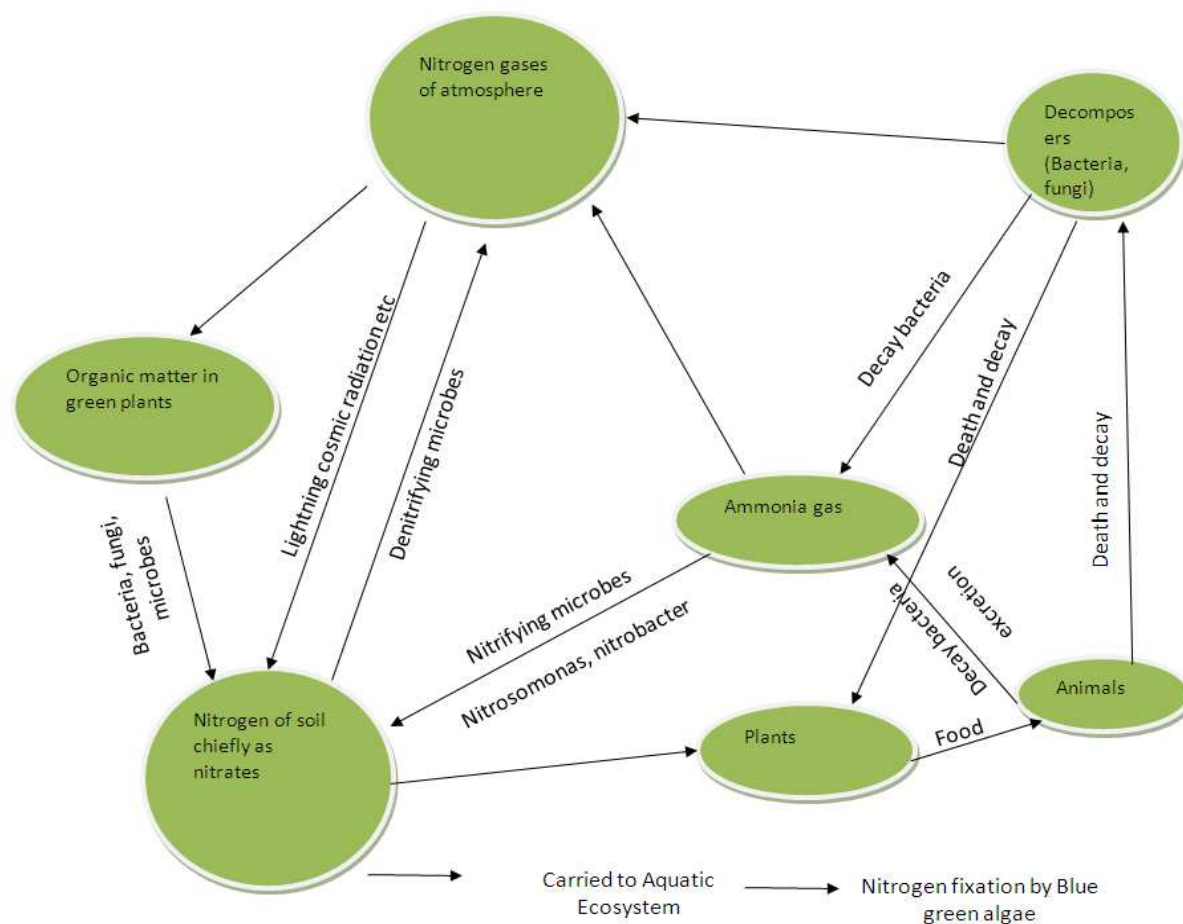 Nitrogen gases
of atmosphere
Decompos
ers
(Bacteria,
fungi)
Organic matter in
green plants
Lightning cosmic radiation etc
Denitrifying microbes
Decay bacteria
Death and decay
Death and decay
Ammonia gas
Bacteria, fungi,
microbes
Nitrifying microbes
Nitrosomonas, nitrobacter
excretion
Decay bacteria
Nitrogen of soil
chiefly as
nitrates
Plants
Food
Animals
Carried to Aquatic
Ecosystem
Nitrogen fixation by Blue
green algae